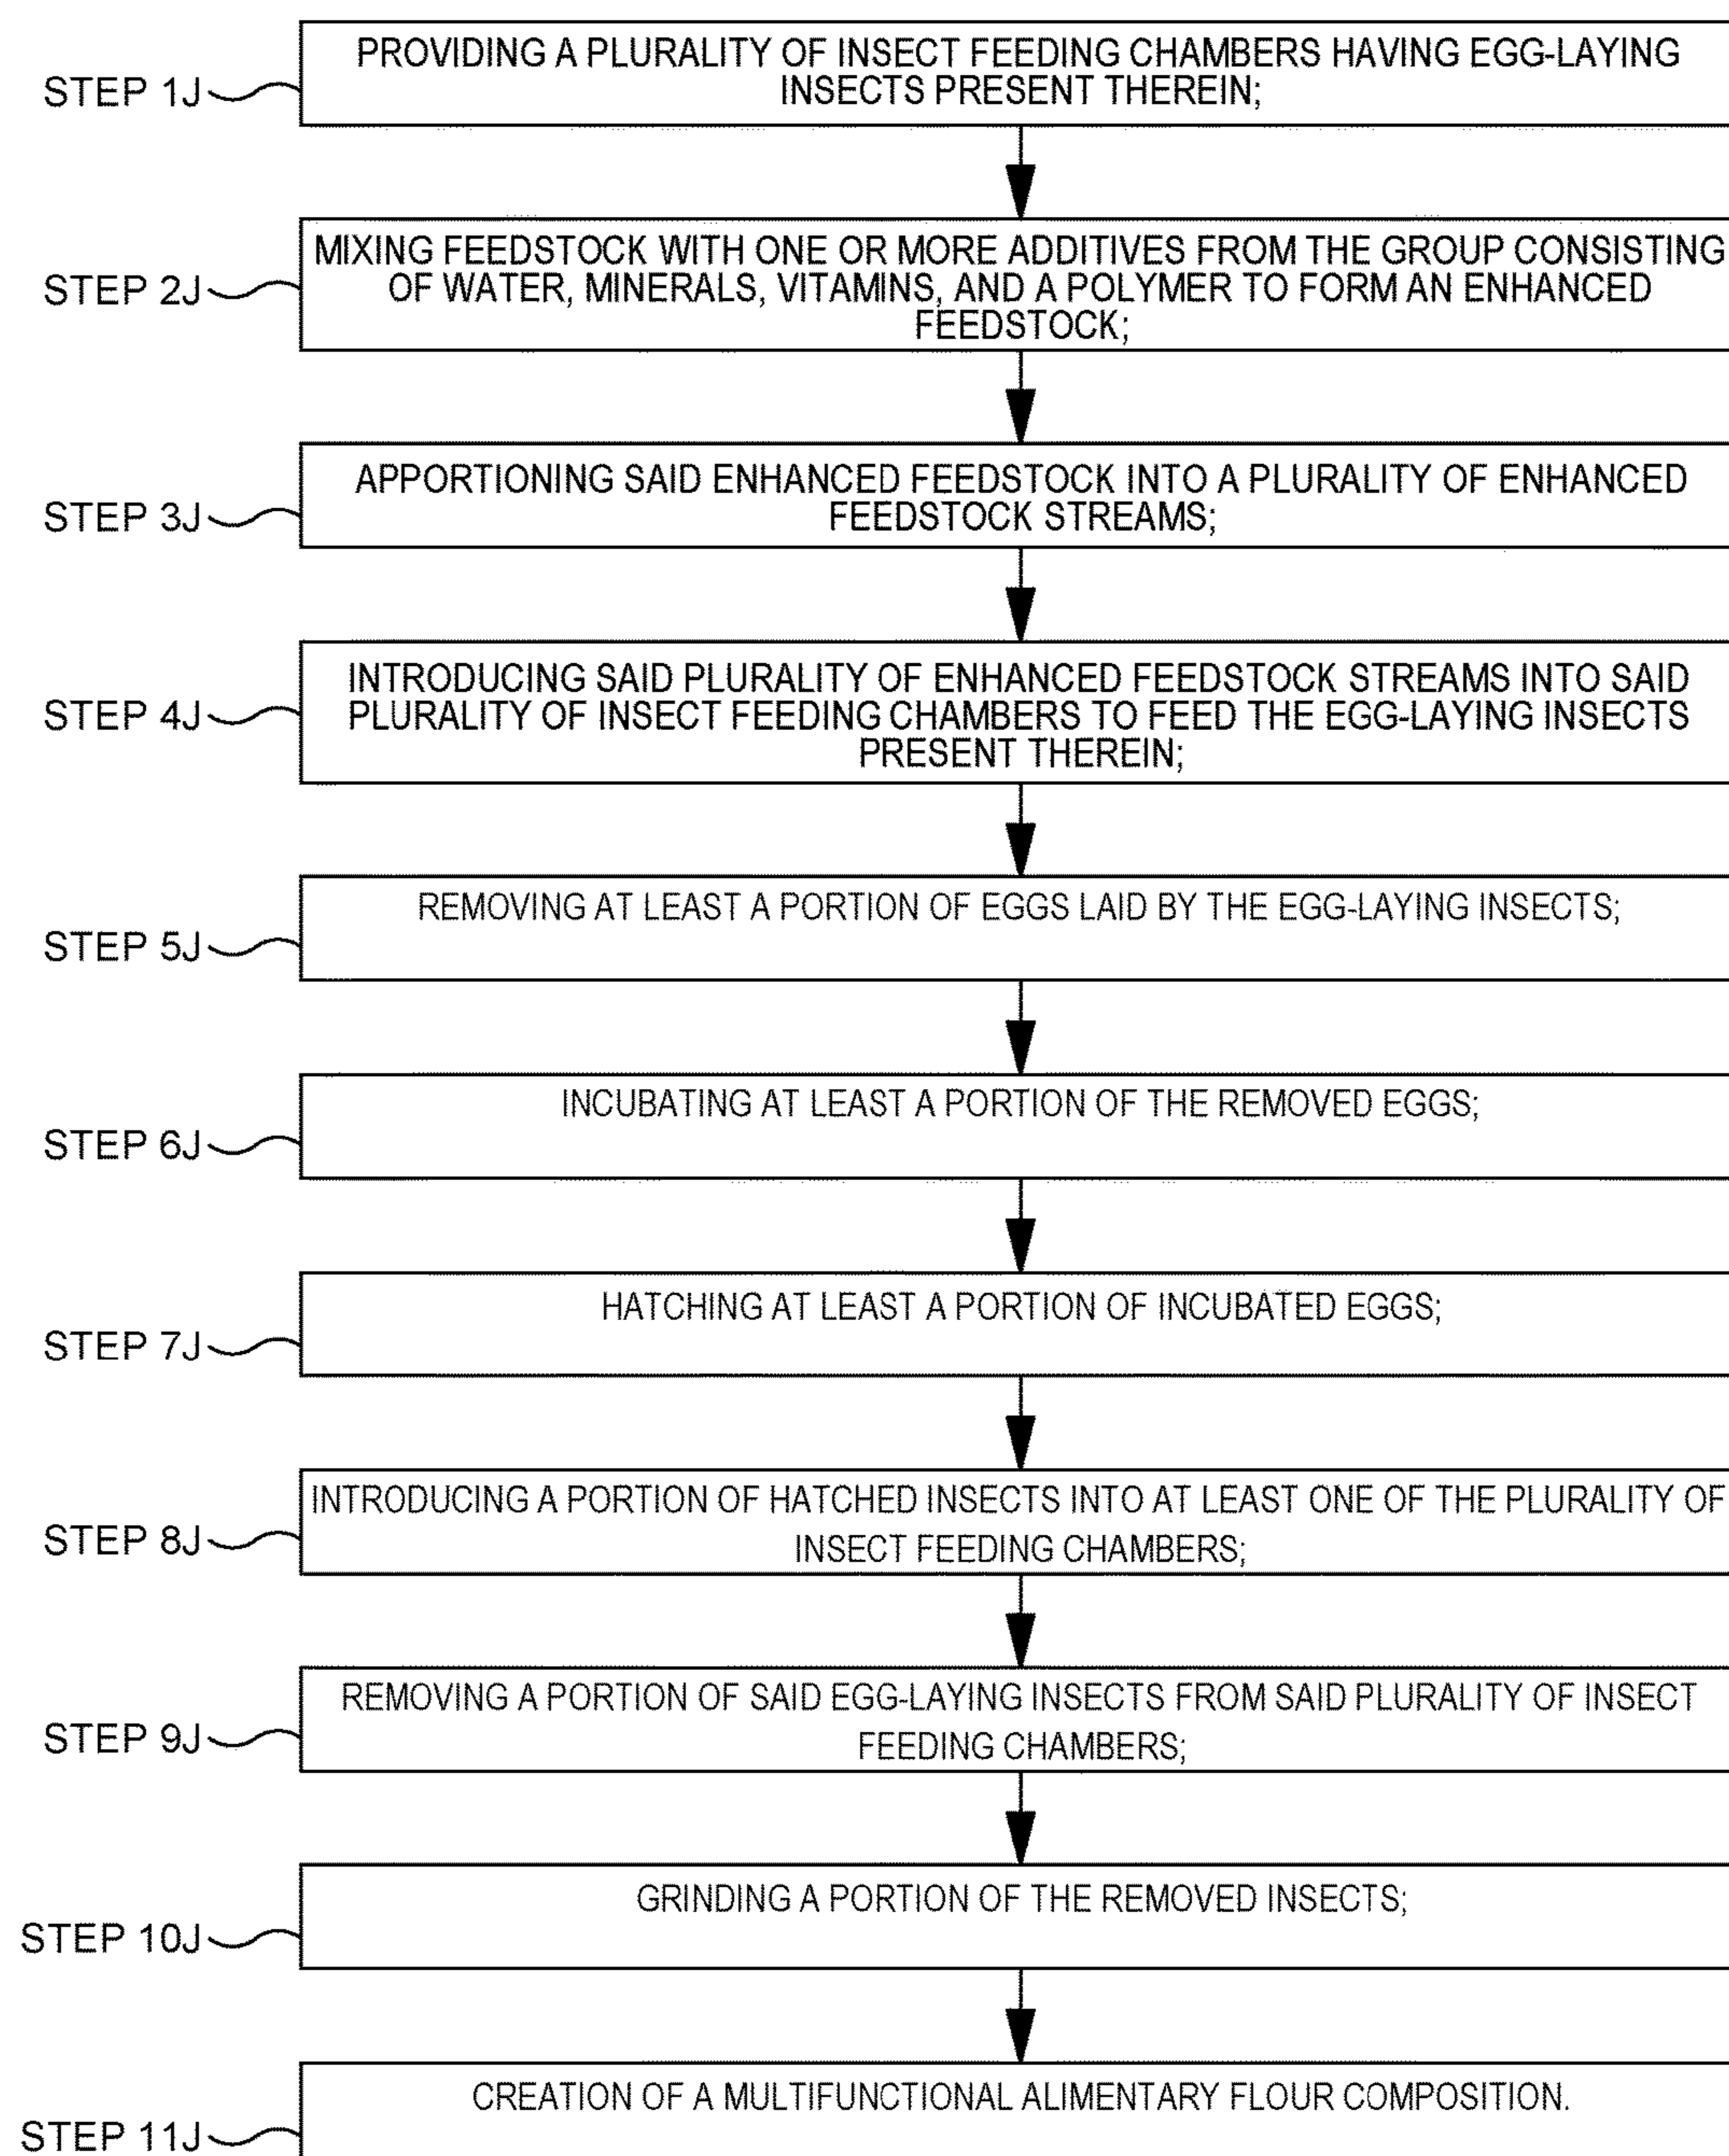 STEP 1J
PROVIDING A PLURALITY OF INSECT FEEDING CHAMBERS HAVING EGG-LAYING
INSECTS PRESENT THEREIN;
STEP 2J
MIXING FEEDSTOCK WITH ONE OR MORE ADDITIVES FROM THE GROUP CONSISTING
OF WATER, MINERALS, VITAMINS, AND A POLYMER TO FORM AN ENHANCED
FEEDSTOCK;
STEP 3J
APPORTIONING SAID ENHANCED FEEDSTOCK INTO A PLURALITY OF ENHANCED
FEEDSTOCK STREAMS;
STEP 4J
INTRODUCING SAID PLURALITY OF ENHANCED FEEDSTOCK STREAMS INTO SAID
PLURALITY OF INSECT FEEDING CHAMBERS TO FEED THE EGG-LAYING INSECTS
PRESENT THEREIN;
STEP 5J
REMOVING AT LEAST A PORTION OF EGGS LAID BY THE EGG-LAYING INSECTS;
STEP 6J
INCUBATING AT LEAST A PORTION OF THE REMOVED EGGS;
STEP 7J
HATCHING AT LEAST A PORTION OF INCUBATED EGGS;
STEP 8J
INTRODUCING A PORTION OF HATCHED INSECTS INTO AT LEAST ONE OF THE PLURALITY OF
INSECT FEEDING CHAMBERS;
STEP 9J
REMOVING A PORTION OF SAID EGG-LAYING INSECTS FROM SAID PLURALITY OF INSECT
FEEDING CHAMBERS;
STEP 10J
GRINDING A PORTION OF THE REMOVED INSECTS;
STEP 11J
CREATION OF A MULTIFUNCTIONAL ALIMENTARY FLOUR COMPOSITION.